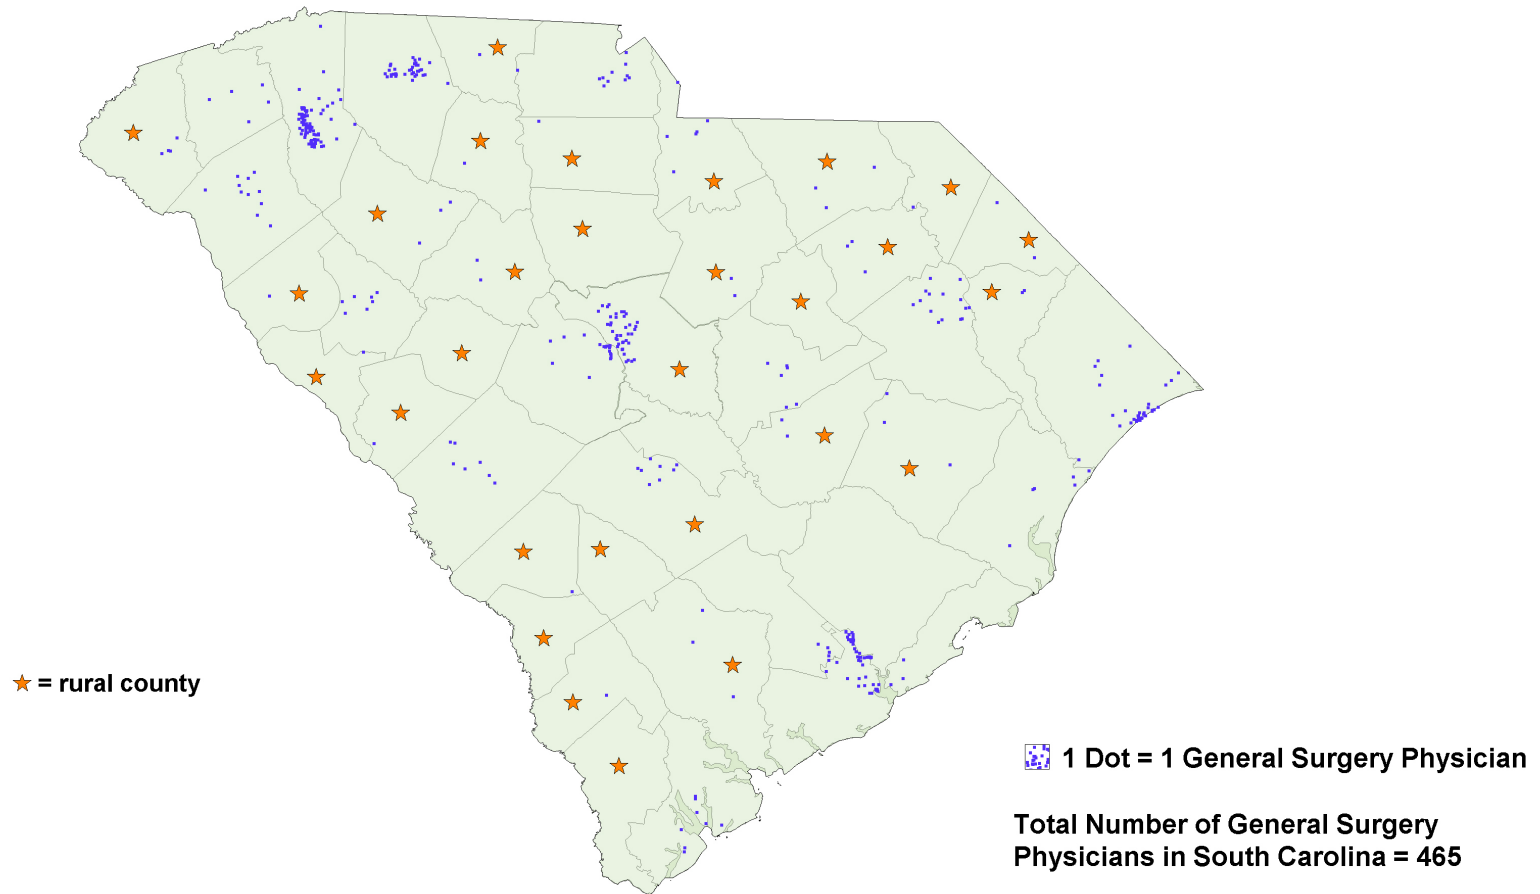 = rural county
1 Dot = 1 General Surgery Physician
Total Number of General Surgery
Physicians in South Carolina = 465